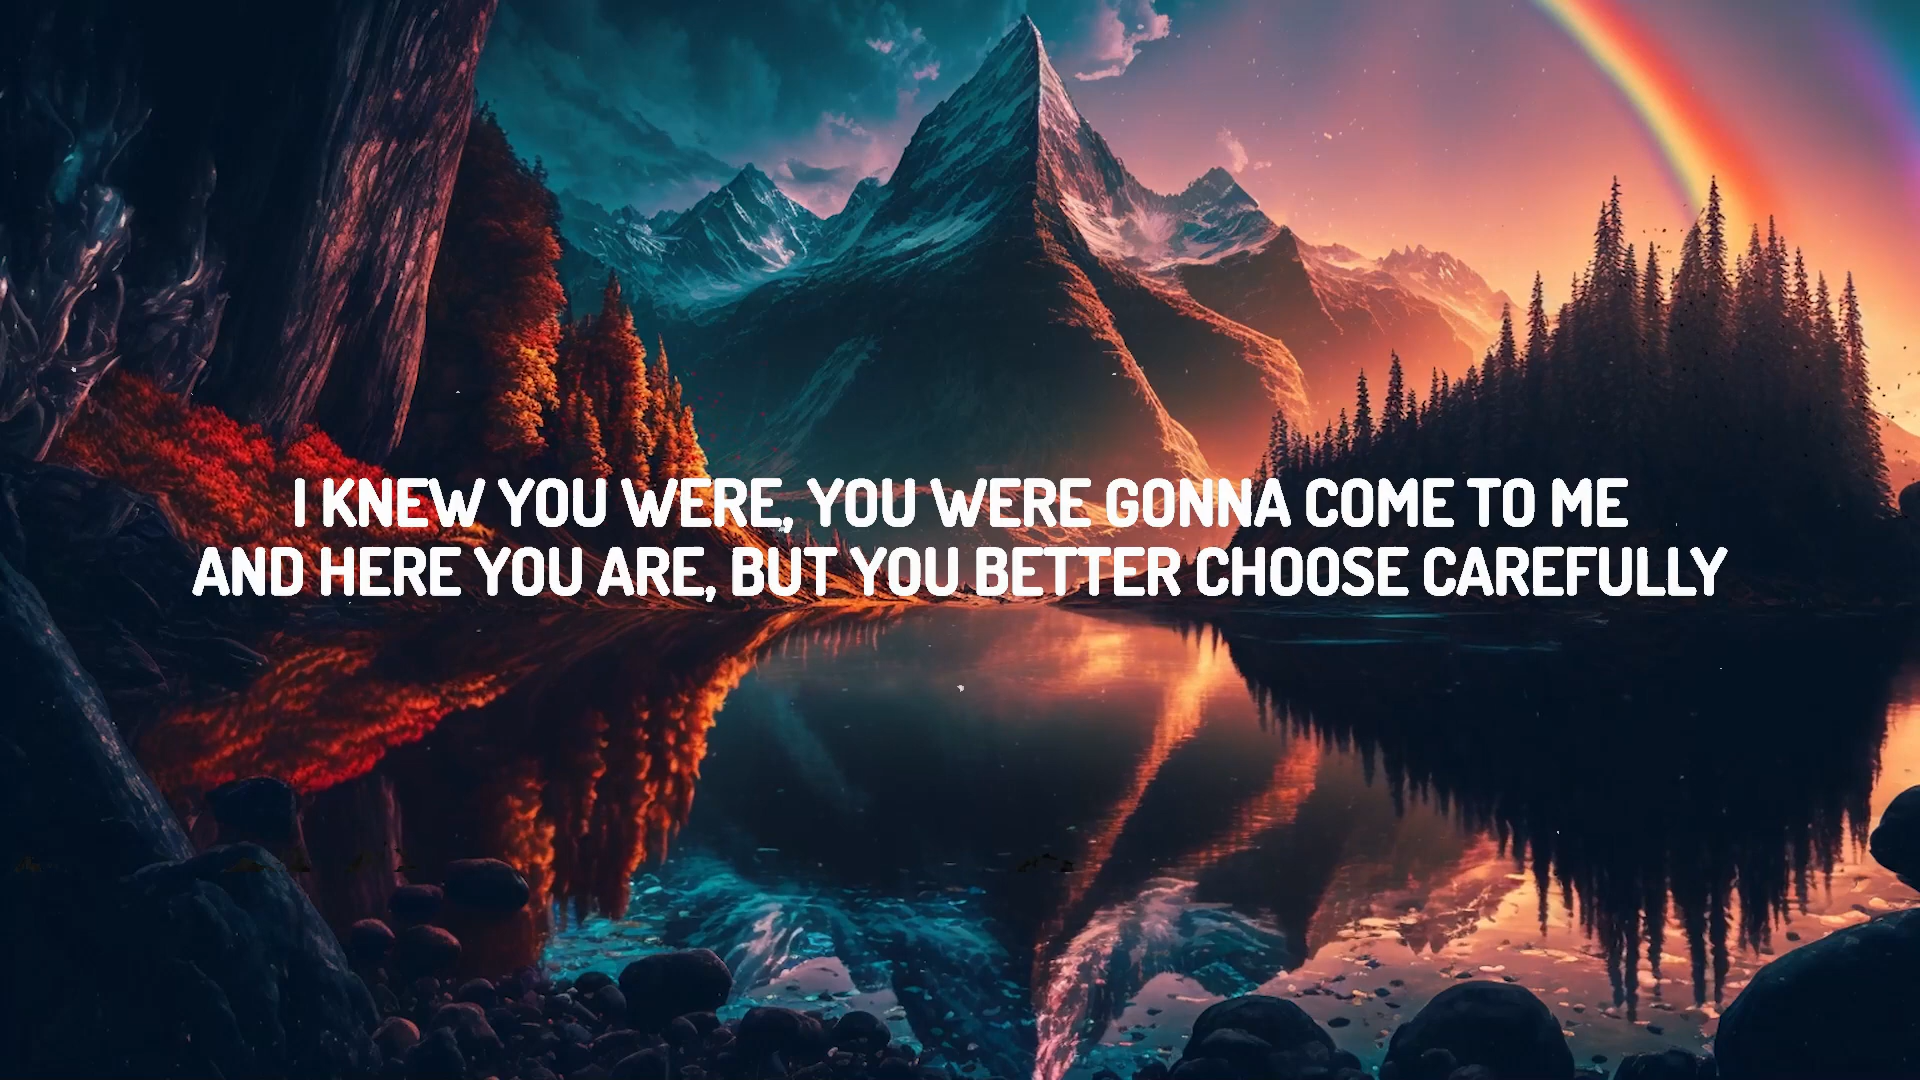 I KNEW YOU WERE, YOU WERE GONNA COME TO ME
AND HERE YOU ARE, BUT YOU BETTER CHOOSE CAREFULLY